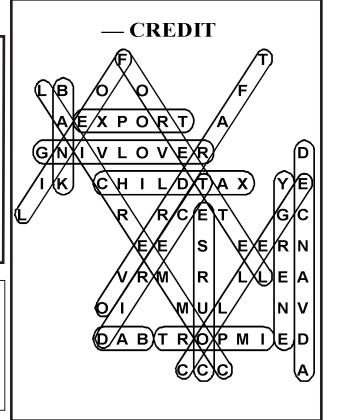 — CREDIT
F T
L B O O F
A E X P O R T A
G N I V L O V E R D
I K C H I L D T A X Y E
L R R C E T G C
E E S E E R N
V R M R L L E A
O I M U L N V
D A B T R O P M I E D
C C C A